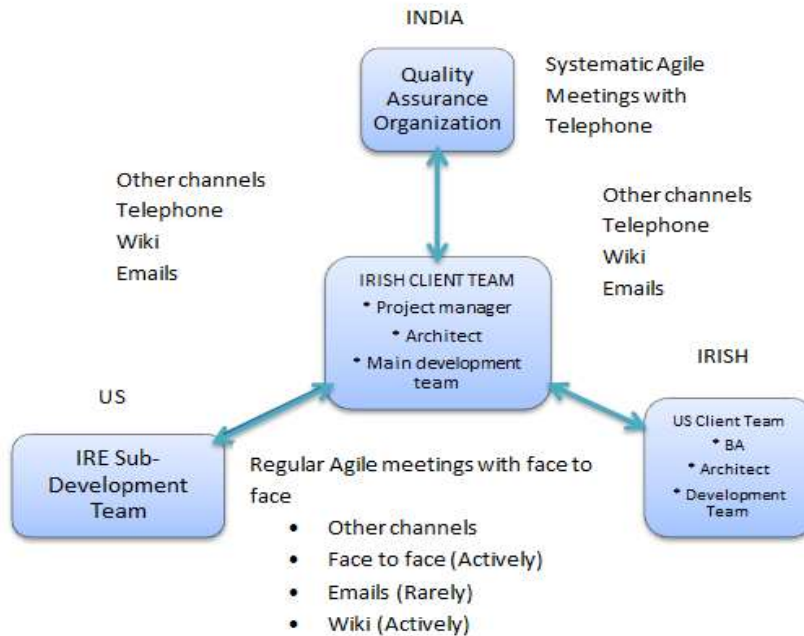 INDIA
Quality
Assurance
Organization
Systematic Agile
Meetings with
Telephone
Other channels
Telephone
Wiki
Emails
Other channels
Telephone
Wiki
Emails
IRISH CLIENT TEAM
* Project manager
* Architect
* Main development
team
US
IRISH
IRE Sub-
Development
Team
US Client Team
* BA
* Architect
* Development
Team
Regular Agile meetings with face to
face
• Other channels
• Face to face (Actively)
• Emails (Rarely)
• Wiki (Actively)